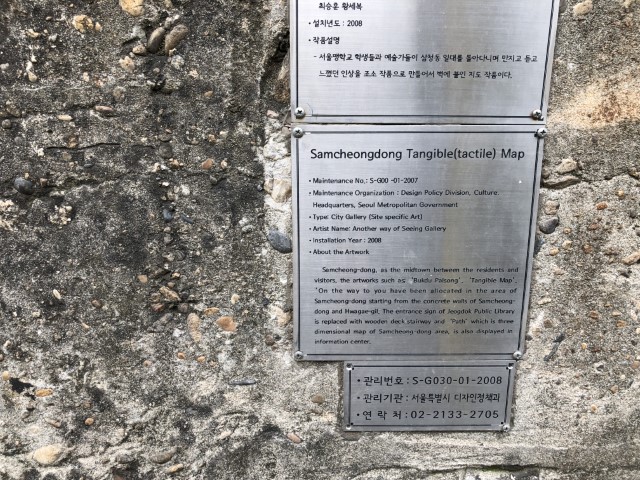 최승훈 황세복
• 설치년도 : 2008
• 작품설명
- 서울맹학교 학생들과 예술가들이 삼청동 일대를 돌아다니며 만지고 듣고
느꼈던 인상을 조소 작품으로 만들어서 벽에 붙인 지도 작품이다.
Samcheongdong Tangible(tactile) Map
• Maintenance No.: S-G00 -01-2007
• Maintenance Organization : Design Policy Division, Culture
Headquarters, Seoul Metropolitan Government
• Type: City Gallery (Site specific Art)
• Artist Name: Another way of Seeing Gallery
• Installation Year : 2008
• About the Artwork
Samcheong-dong, as the midtown between the residents and
visitors, the artworks such as "Bukdu Palsong", "Tangible Map",
"On the way to you have been allocated in the area of
Samcheong-dong starting from the concrete walls of Samcheong-
dong and Hwagae-gil. The entrance sign of Jeogdok Public Library
is replaced with wooden deck stairway and "Path" which is three
dimensional map of Samcheong-dong area, is also displayed in
information center.
• 관리번호 : S-G030-01-2008
• 관리기관 : 서울특별시 디자인정책과
• 연 락 처 : 02-2133-2705